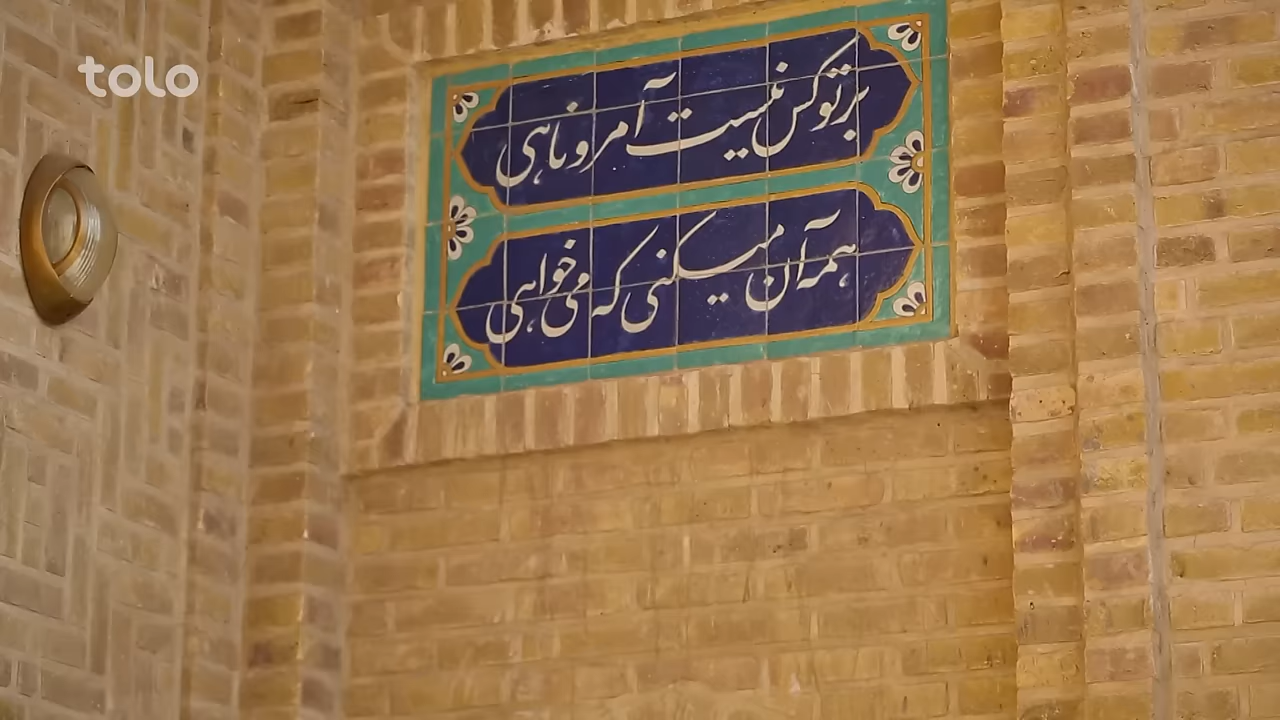 tolo
بر تو کس نیست آمر و ناهی
همه آن میکنی که می‌خواهی